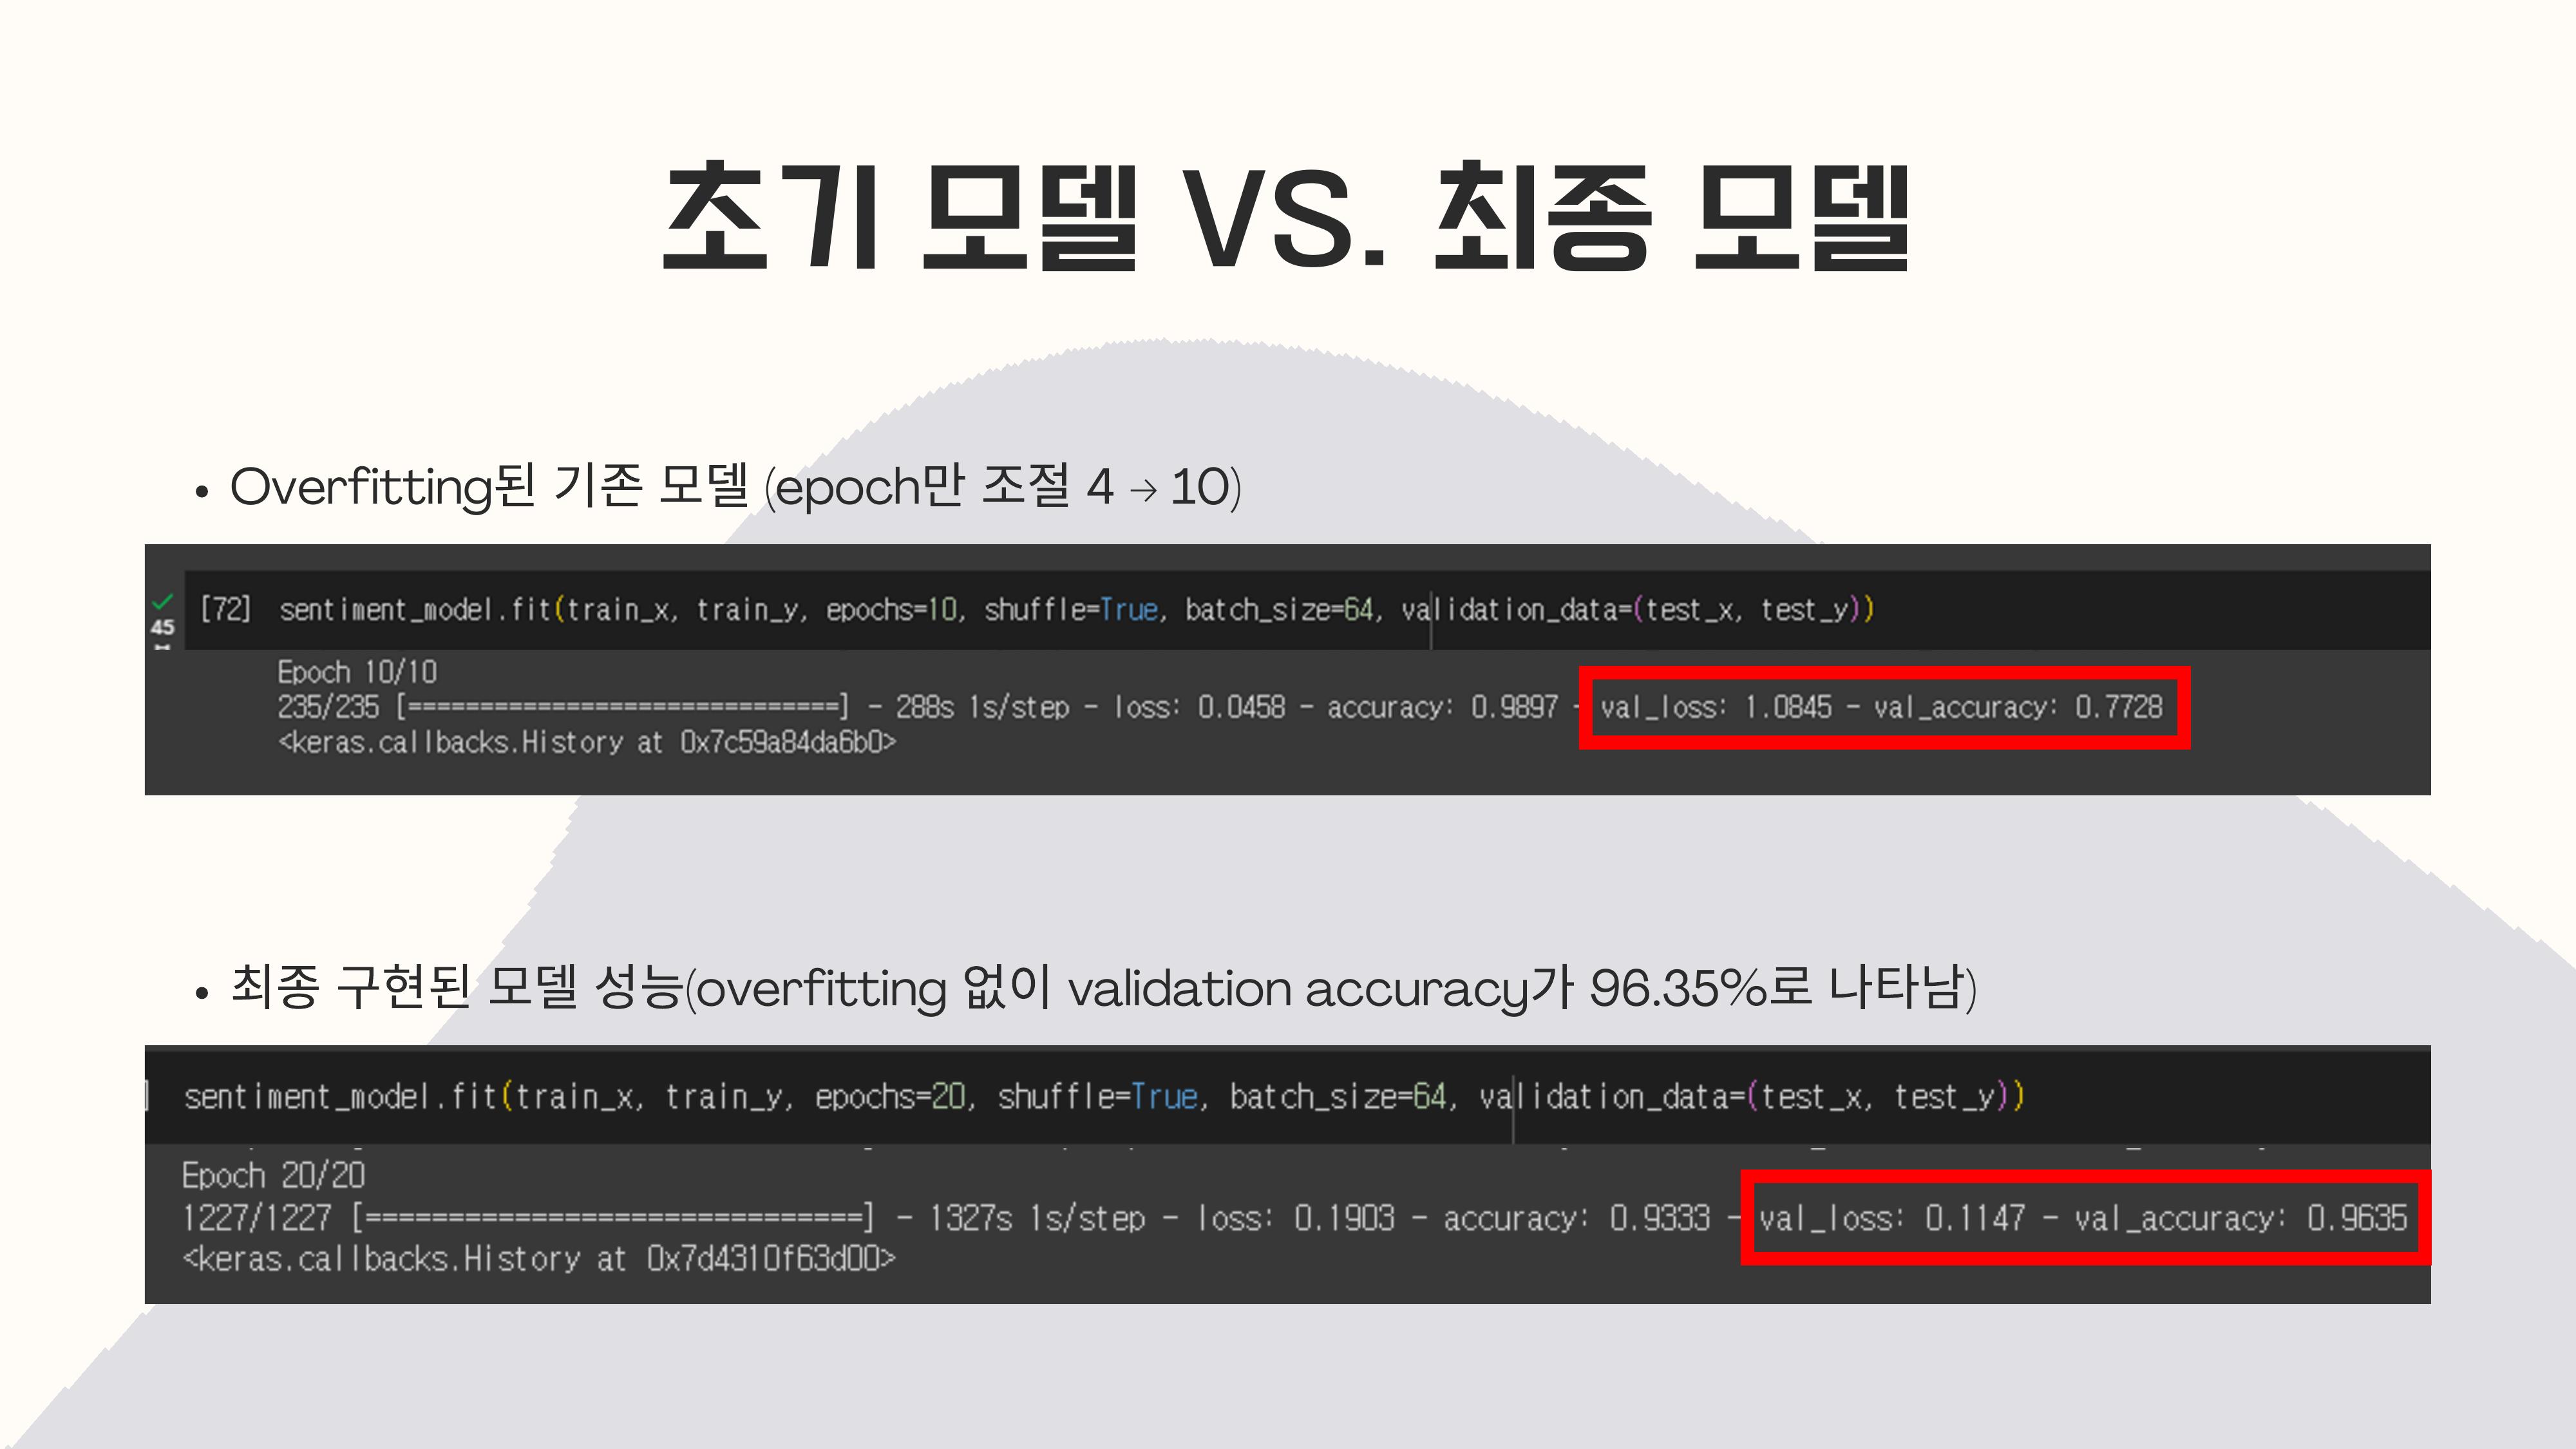 초기 모델 VS. 최종 모델
• Overfitting된 기존 모델 (epoch만 조절 4 → 10)
[72] sentiment_model.fit(train_x, train_y, epochs=10, shuffle=True, batch_size=64, validation_data=(test_x, test_y))
45
Epoch 10/10
235/235 [==============================] - 288s 1s/step - loss: 0.0458 - accuracy: 0.9897 - val_loss: 1.0845 - val_accuracy: 0.7728
<keras.callbacks.History at 0x7c59a84da6b0>
• 최종 구현된 모델 성능(overfitting 없이 validation accuracy가 96.35%로 나타남)
] sentiment_model.fit(train_x, train_y, epochs=20, shuffle=True, batch_size=64, validation_data=(test_x, test_y))
Epoch 20/20
1227/1227 [==============================] - 1327s 1s/step - loss: 0.1903 - accuracy: 0.9333 - val_loss: 0.1147 - val_accuracy: 0.9635
<keras.callbacks.History at 0x7d4310f63d00>